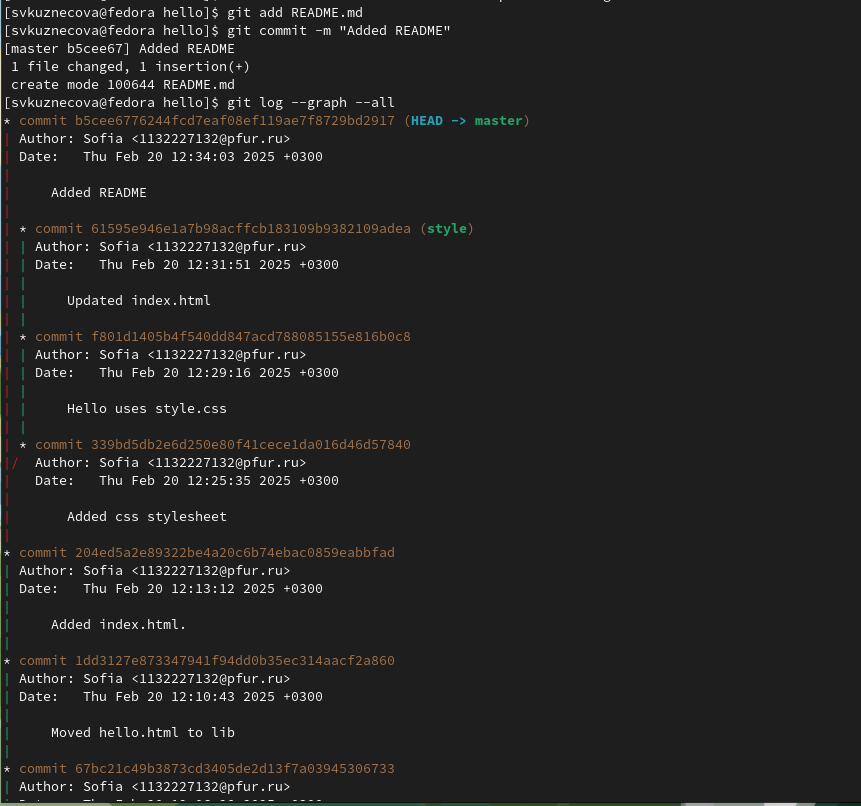 [svkuznecova@fedora hello]$ git add README.md
[svkuznecova@fedora hello]$ git commit -m "Added README"
[master b5cee67] Added README
 1 file changed, 1 insertion(+)
 create mode 100644 README.md
[svkuznecova@fedora hello]$ git log --graph --all
* commit b5cee6776244fcd7eaf08ef119ae7f8729bd2917 (HEAD -> master)
| Author: Sofia <1132227132@pfur.ru>
| Date:   Thu Feb 20 12:34:03 2025 +0300
|
|     Added README
|
| * commit 61595e946e1a7b98acffcb183109b9382109adea (style)
| | Author: Sofia <1132227132@pfur.ru>
| | Date:   Thu Feb 20 12:31:51 2025 +0300
| |
| |     Updated index.html
| |
| * commit f801d1405b4f540dd847acd788085155e816b0c8
| | Author: Sofia <1132227132@pfur.ru>
| | Date:   Thu Feb 20 12:29:16 2025 +0300
| |
| |     Hello uses style.css
| |
| * commit 339bd5db2e6d250e80f41cece1da016d46d57840
|/  Author: Sofia <1132227132@pfur.ru>
|   Date:   Thu Feb 20 12:25:35 2025 +0300
|
|       Added css stylesheet
|
* commit 204ed5a2e89322be4a20c6b74ebac0859eabbfad
| Author: Sofia <1132227132@pfur.ru>
| Date:   Thu Feb 20 12:13:12 2025 +0300
|
|     Added index.html.
|
* commit 1dd3127e873347941f94dd0b35ec314aacf2a860
| Author: Sofia <1132227132@pfur.ru>
| Date:   Thu Feb 20 12:10:43 2025 +0300
|
|     Moved hello.html to lib
|
* commit 67bc21c49b3873cd3405de2d13f7a03945306733
| Author: Sofia <1132227132@pfur.ru>